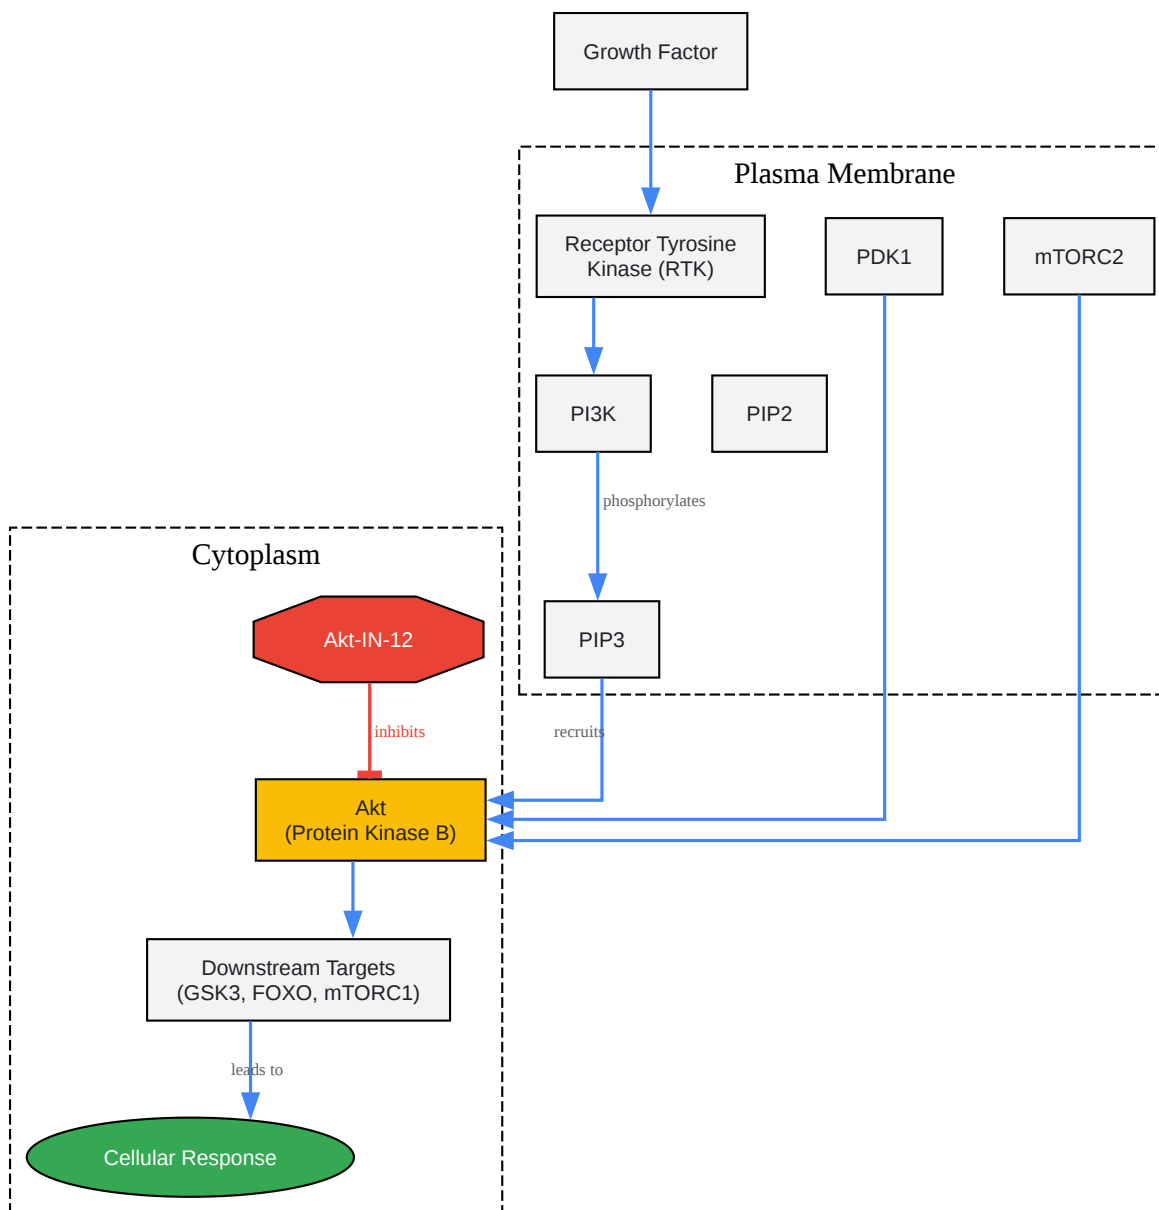 Growth Factor
Plasma Membrane
Receptor Tyrosine
Kinase (RTK)
PDK1
mTORC2
PI3K
PIP2
phosphorylates
Cytoplasm
Akt-IN-12
PIP3
inhibits
recruits
Akt
(Protein Kinase B)
Downstream Targets
(GSK3, FOXO, mTORC1)
leads to
Cellular Response